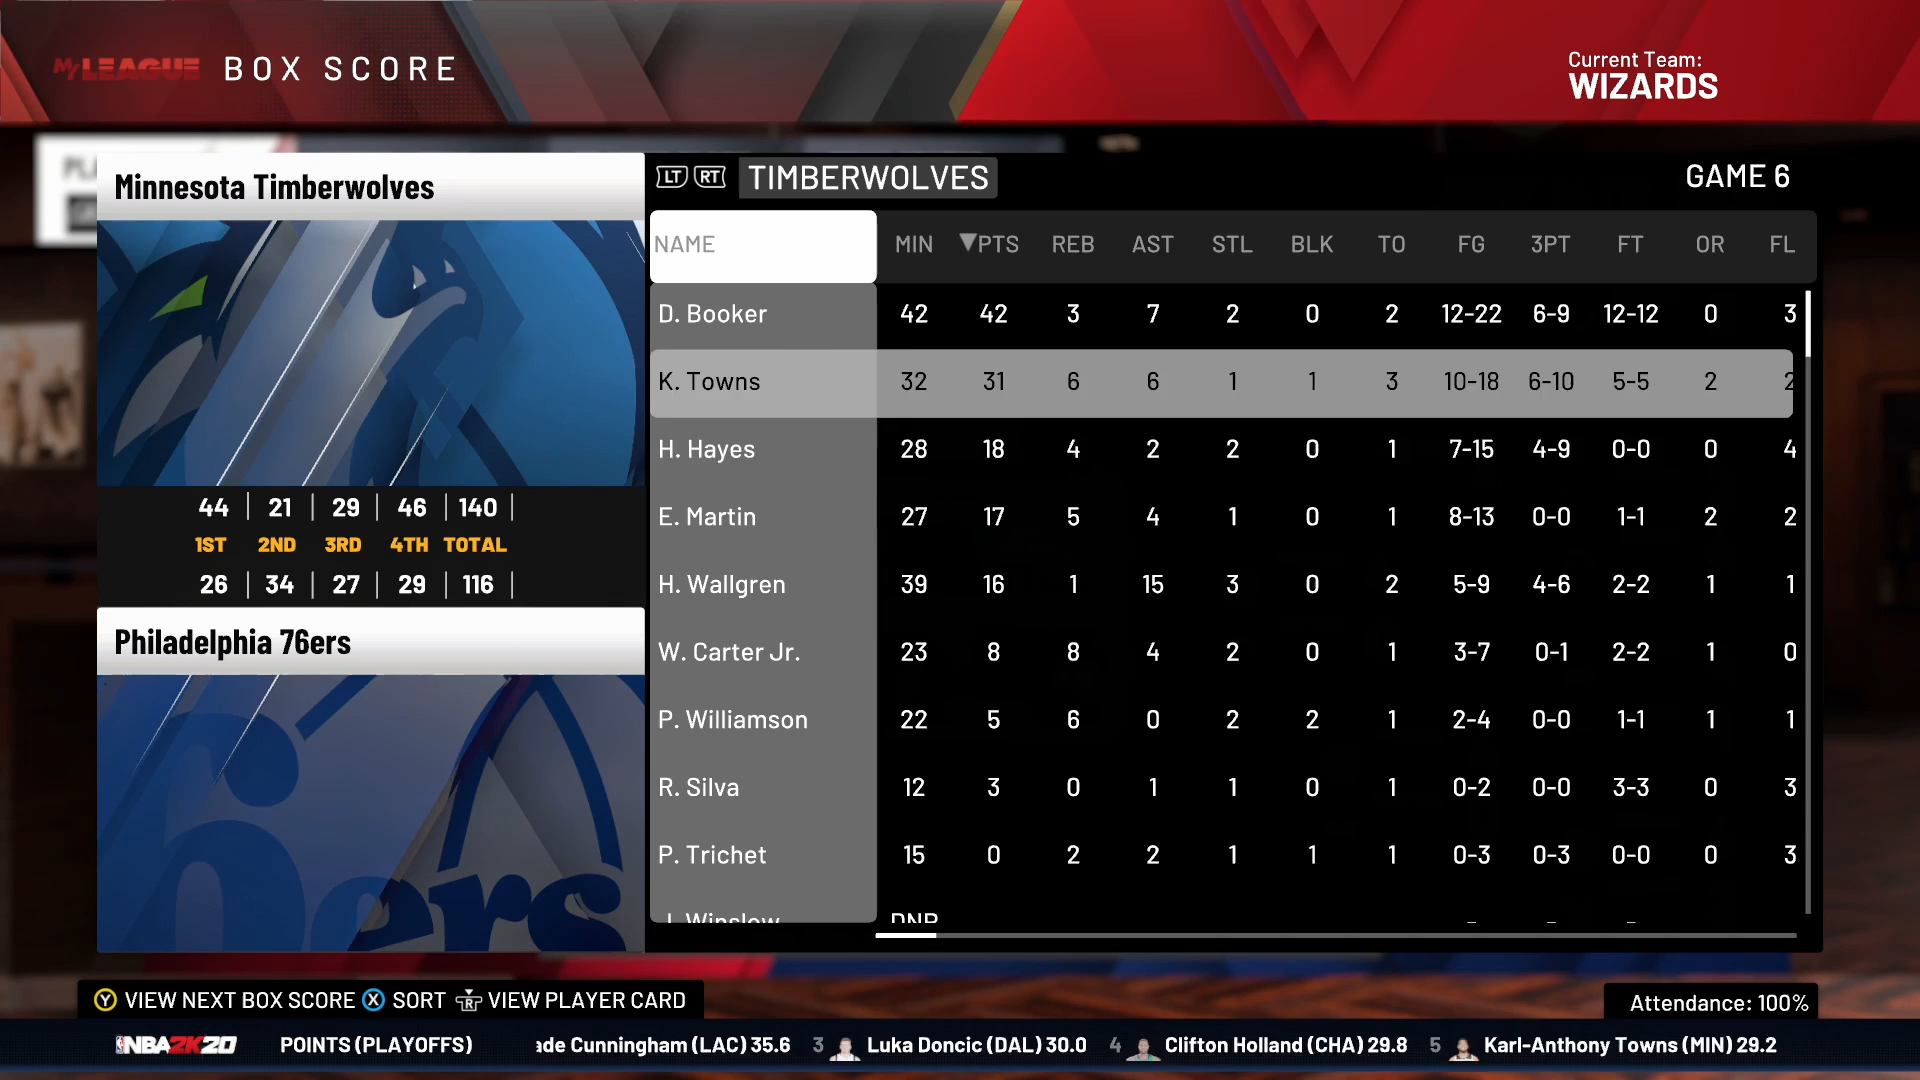 MyLEAGUE BOX SCORE
Current Team:
WIZARDS
Minnesota Timberwolves
44 | 21 | 29 | 46 | 140 |
1ST 2ND 3RD 4TH TOTAL
26 | 34 | 27 | 29 | 116 |
Philadelphia 76ers
6ers
LT RT TIMBERWOLVES GAME 6
NAME MIN ▼PTS REB AST STL BLK TO FG 3PT FT OR FL
D. Booker 42 42 3 7 2 0 2 12-22 6-9 12-12 0 3
K. Towns 32 31 6 6 1 1 3 10-18 6-10 5-5 2 2
H. Hayes 28 18 4 2 2 0 1 7-15 4-9 0-0 0 4
E. Martin 27 17 5 4 1 0 1 8-13 0-0 1-1 2 2
H. Wallgren 39 16 1 15 3 0 2 5-9 4-6 2-2 1 1
W. Carter Jr. 23 8 8 4 2 0 1 3-7 0-1 2-2 1 0
P. Williamson 22 5 6 0 2 2 1 2-4 0-0 1-1 1 1
R. Silva 12 3 0 1 1 0 1 0-2 0-0 3-3 0 3
P. Trichet 15 0 2 2 1 1 1 0-3 0-3 0-0 0 3
J. Winslow DNP - - -
Y VIEW NEXT BOX SCORE X SORT R VIEW PLAYER CARD
Attendance: 100%
NBA2K20 POINTS (PLAYOFFS) ade Cunningham (LAC) 35.6 3 Luka Doncic (DAL) 30.0 4 Clifton Holland (CHA) 29.8 5 Karl-Anthony Towns (MIN) 29.2